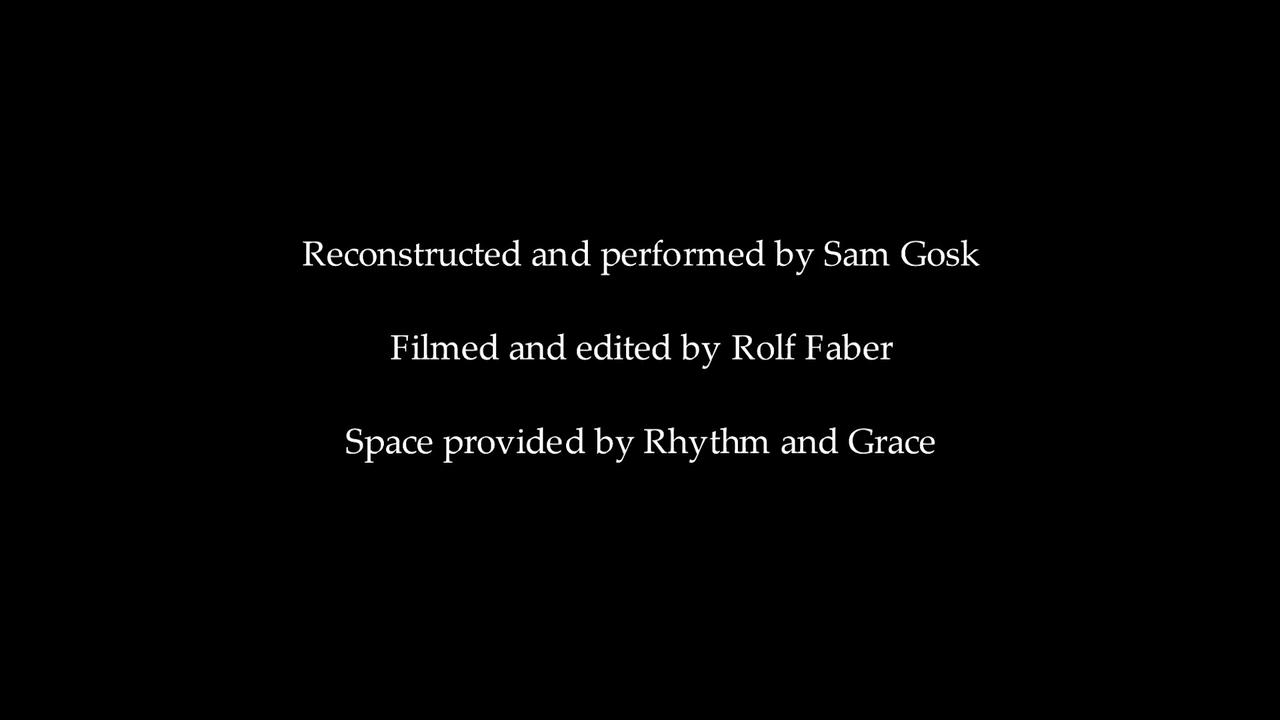 Reconstructed and performed by Sam Gosk
Filmed and edited by Rolf Faber
Space provided by Rhythm and Grace